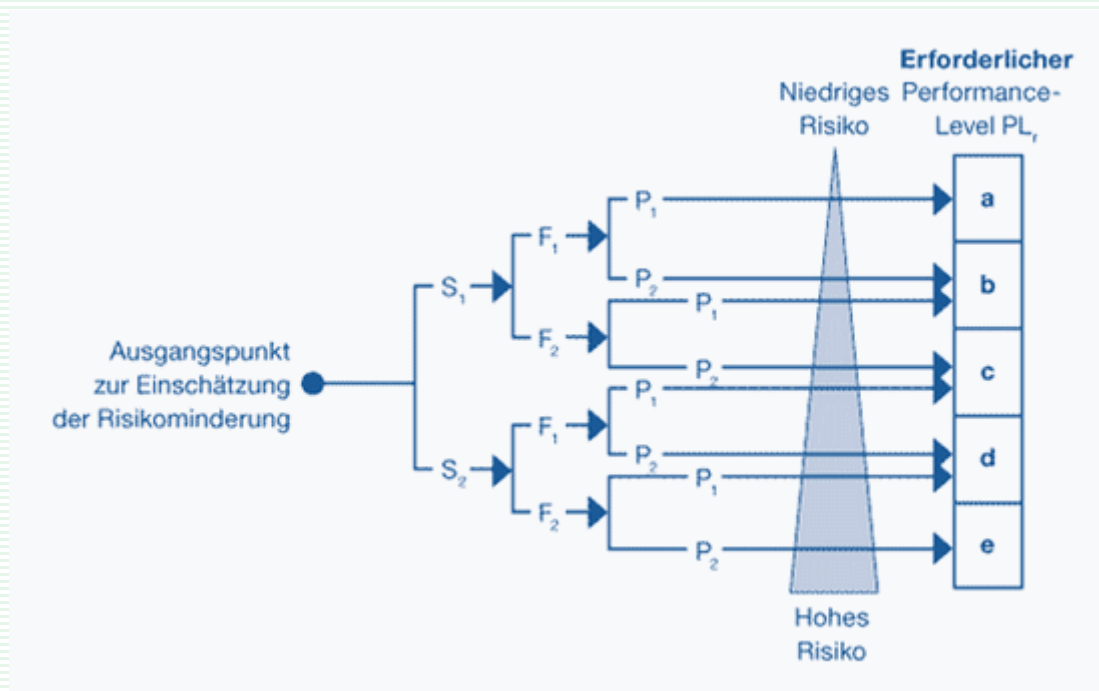 Erforderlicher
Niedriges Performance-
Risiko Level PLr
P1 a
F1
P2 b
S1 P1
F2
P2 c
Ausgangspunkt
zur Einschätzung
der Risikominderung
P1
F1
P2 d
S2 P1
F2
P2 e
Hohes
Risiko